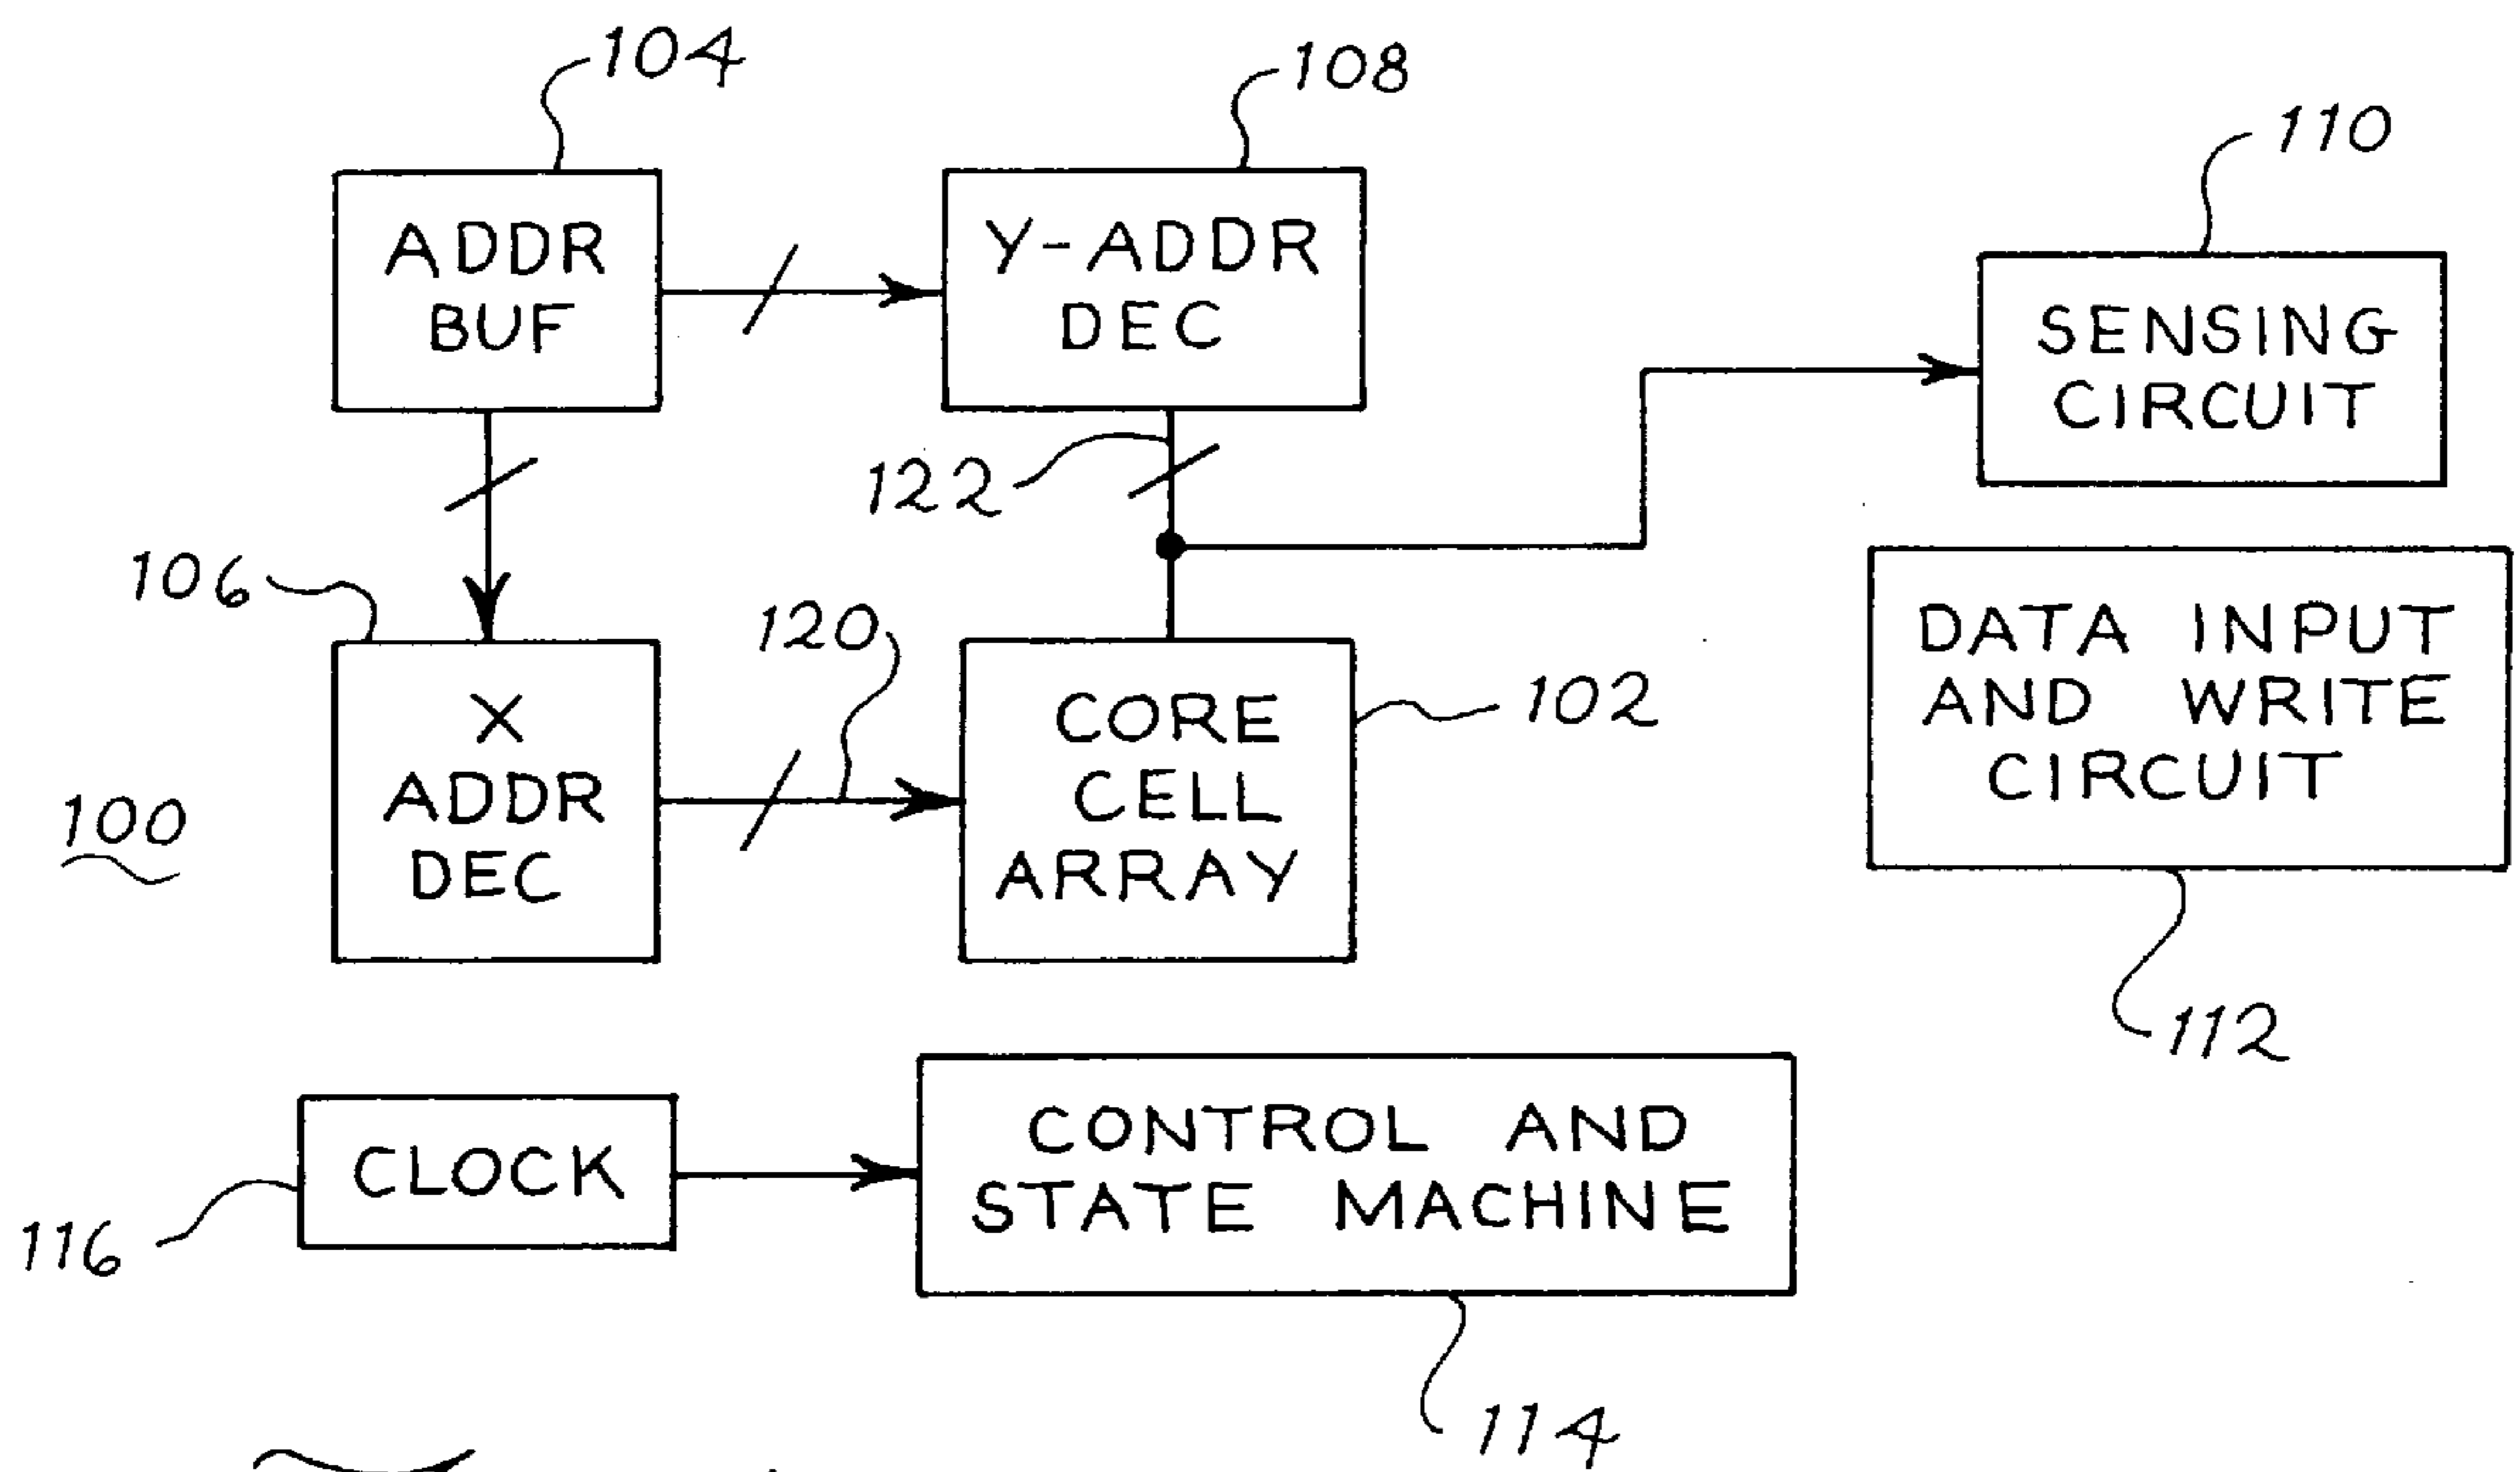 104
108
110
ADDR
BUF
Y-ADDR
DEC
SENSING
CIRCUIT
122
106
120
X
ADDR
DEC
CORE
CELL
ARRAY
102
DATA INPUT
AND WRITE
CIRCUIT
100
112
CLOCK
116
CONTROL AND
STATE MACHINE
114